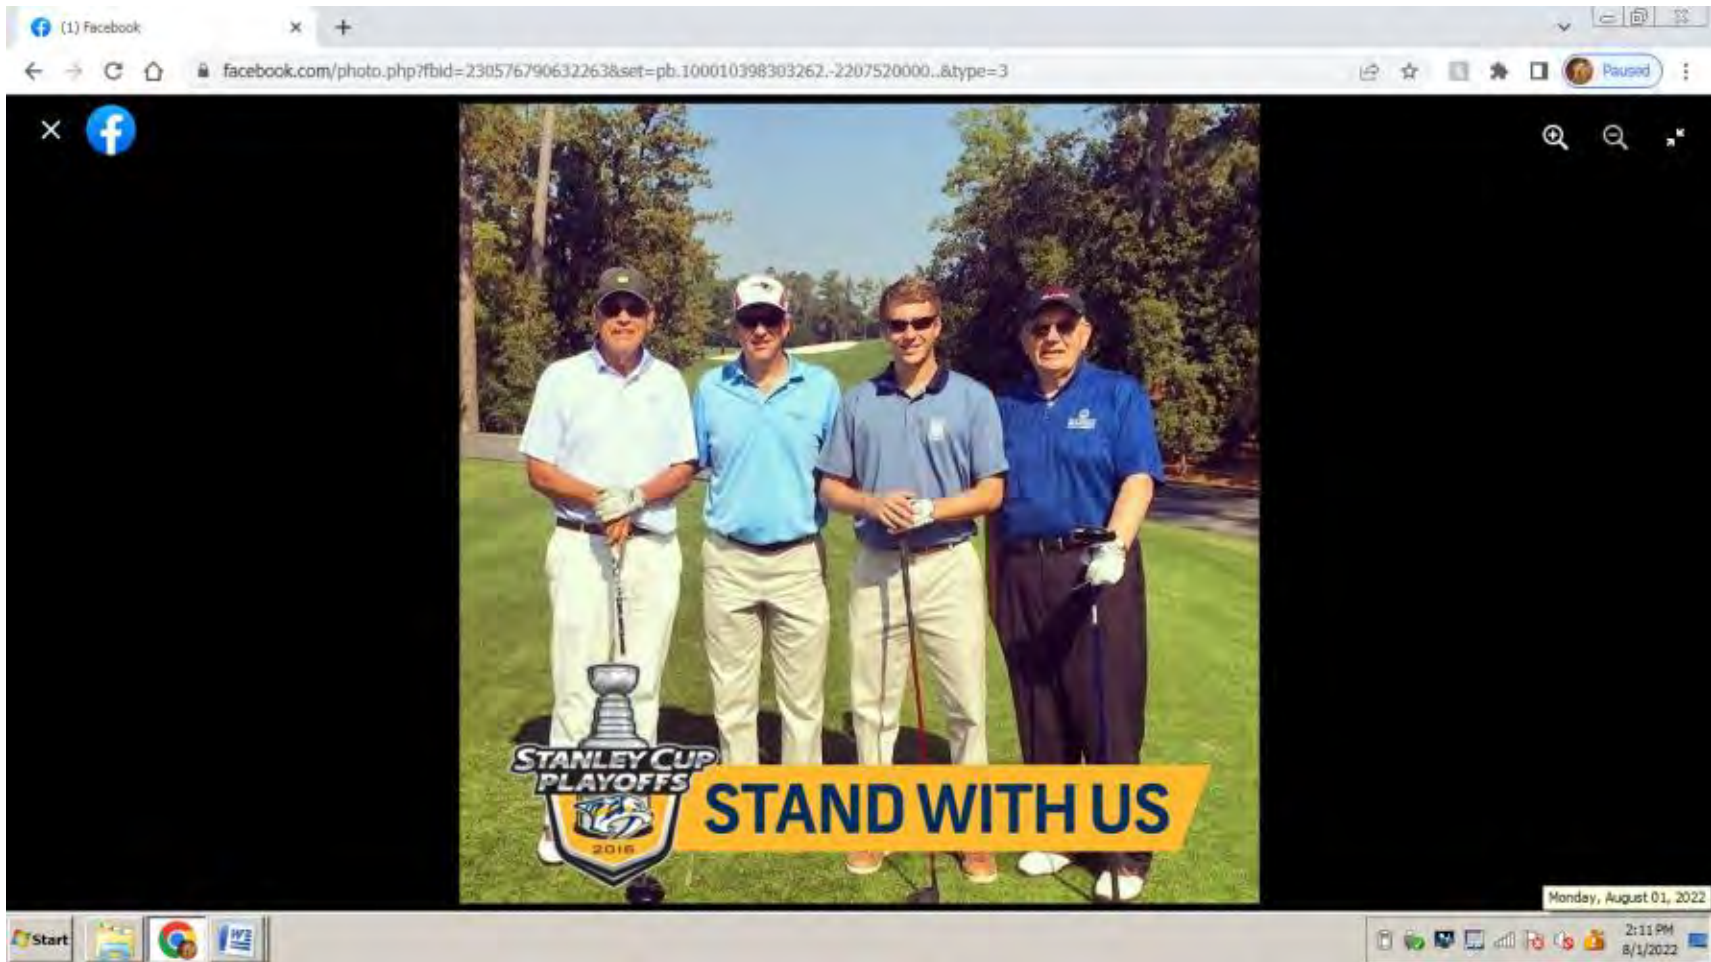 (1) Facebook
facebook.com/photo.php?fbid=230576790632263&set=pb.100010398303262.-2207520000..&type=3
Paused
STANLEY CUP
PLAYOFFS
2016
STAND WITH US
Monday, August 01, 2022
Start
2:11 PM
8/1/2022